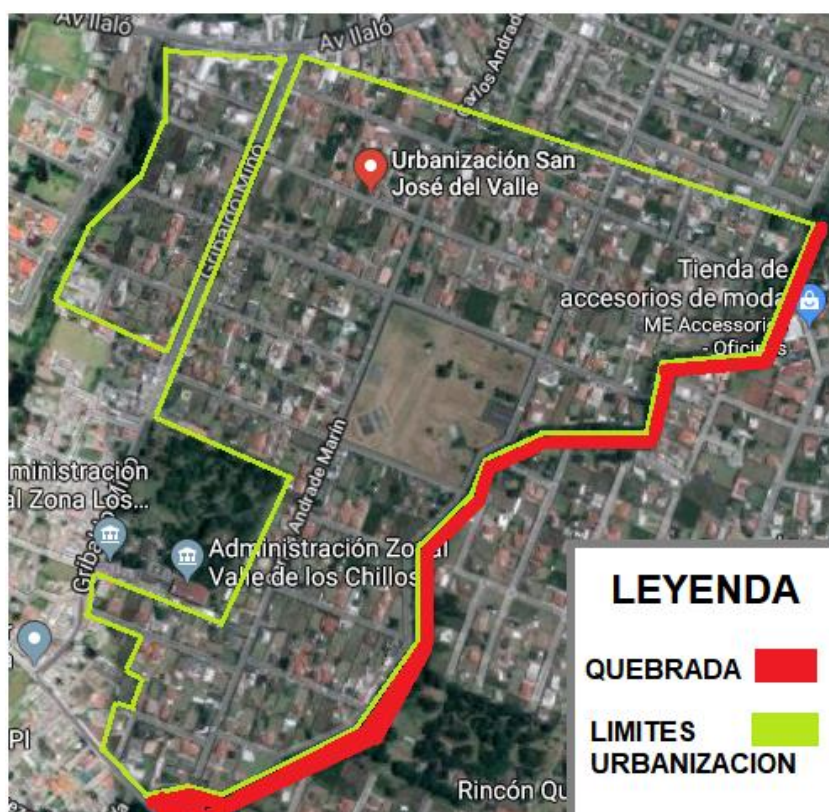 Av Ilaló
Av Ilaló
Carlos Andrade
Gribaldo Miño
Urbanización San
José del Valle
Tienda de
accesorios de moda
ME Accessorie
- Oficinas
Andrade Marín
ministración
al Zona Los...
Administración Zonal
Valle de los Chillos
LEYENDA
QUEBRADA
LIMITES
URBANIZACION
Pl
Rincón Qu